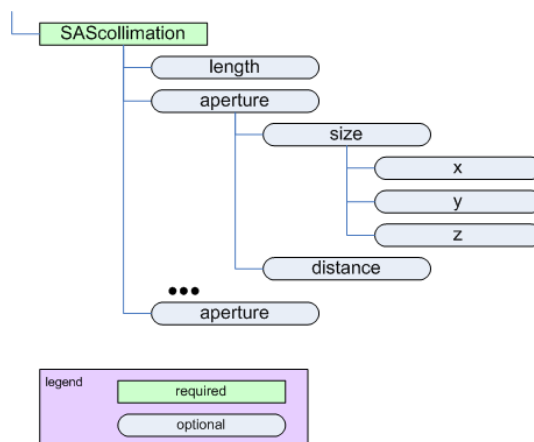 SAScollimation
length
aperture
size
x
y
z
distance
•••
aperture
legend
required
optional